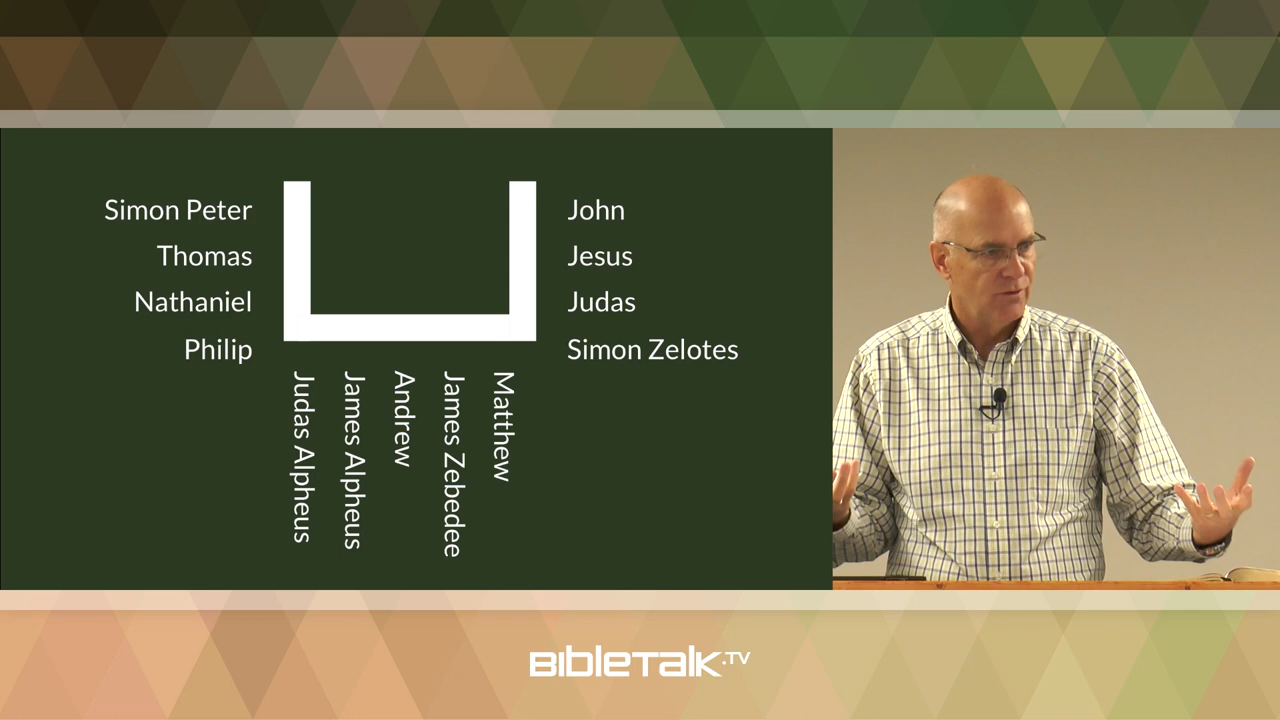 Simon Peter
Thomas
Nathaniel
Philip
John
Jesus
Judas
Simon Zelotes
Judas Alpheus
James Alpheus
Andrew
James Zebedee
Matthew
BIBLETALK.TV